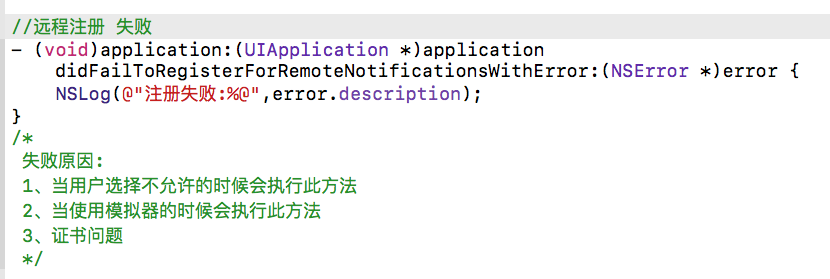 //远程注册 失败
- (void)application:(UIApplication *)application
didFailToRegisterForRemoteNotificationsWithError:(NSError *)error {
NSLog(@"注册失败:%@",error.description);
}
/*
失败原因:
1、当用户选择不允许的时候会执行此方法
2、当使用模拟器的时候会执行此方法
3、证书问题
*/